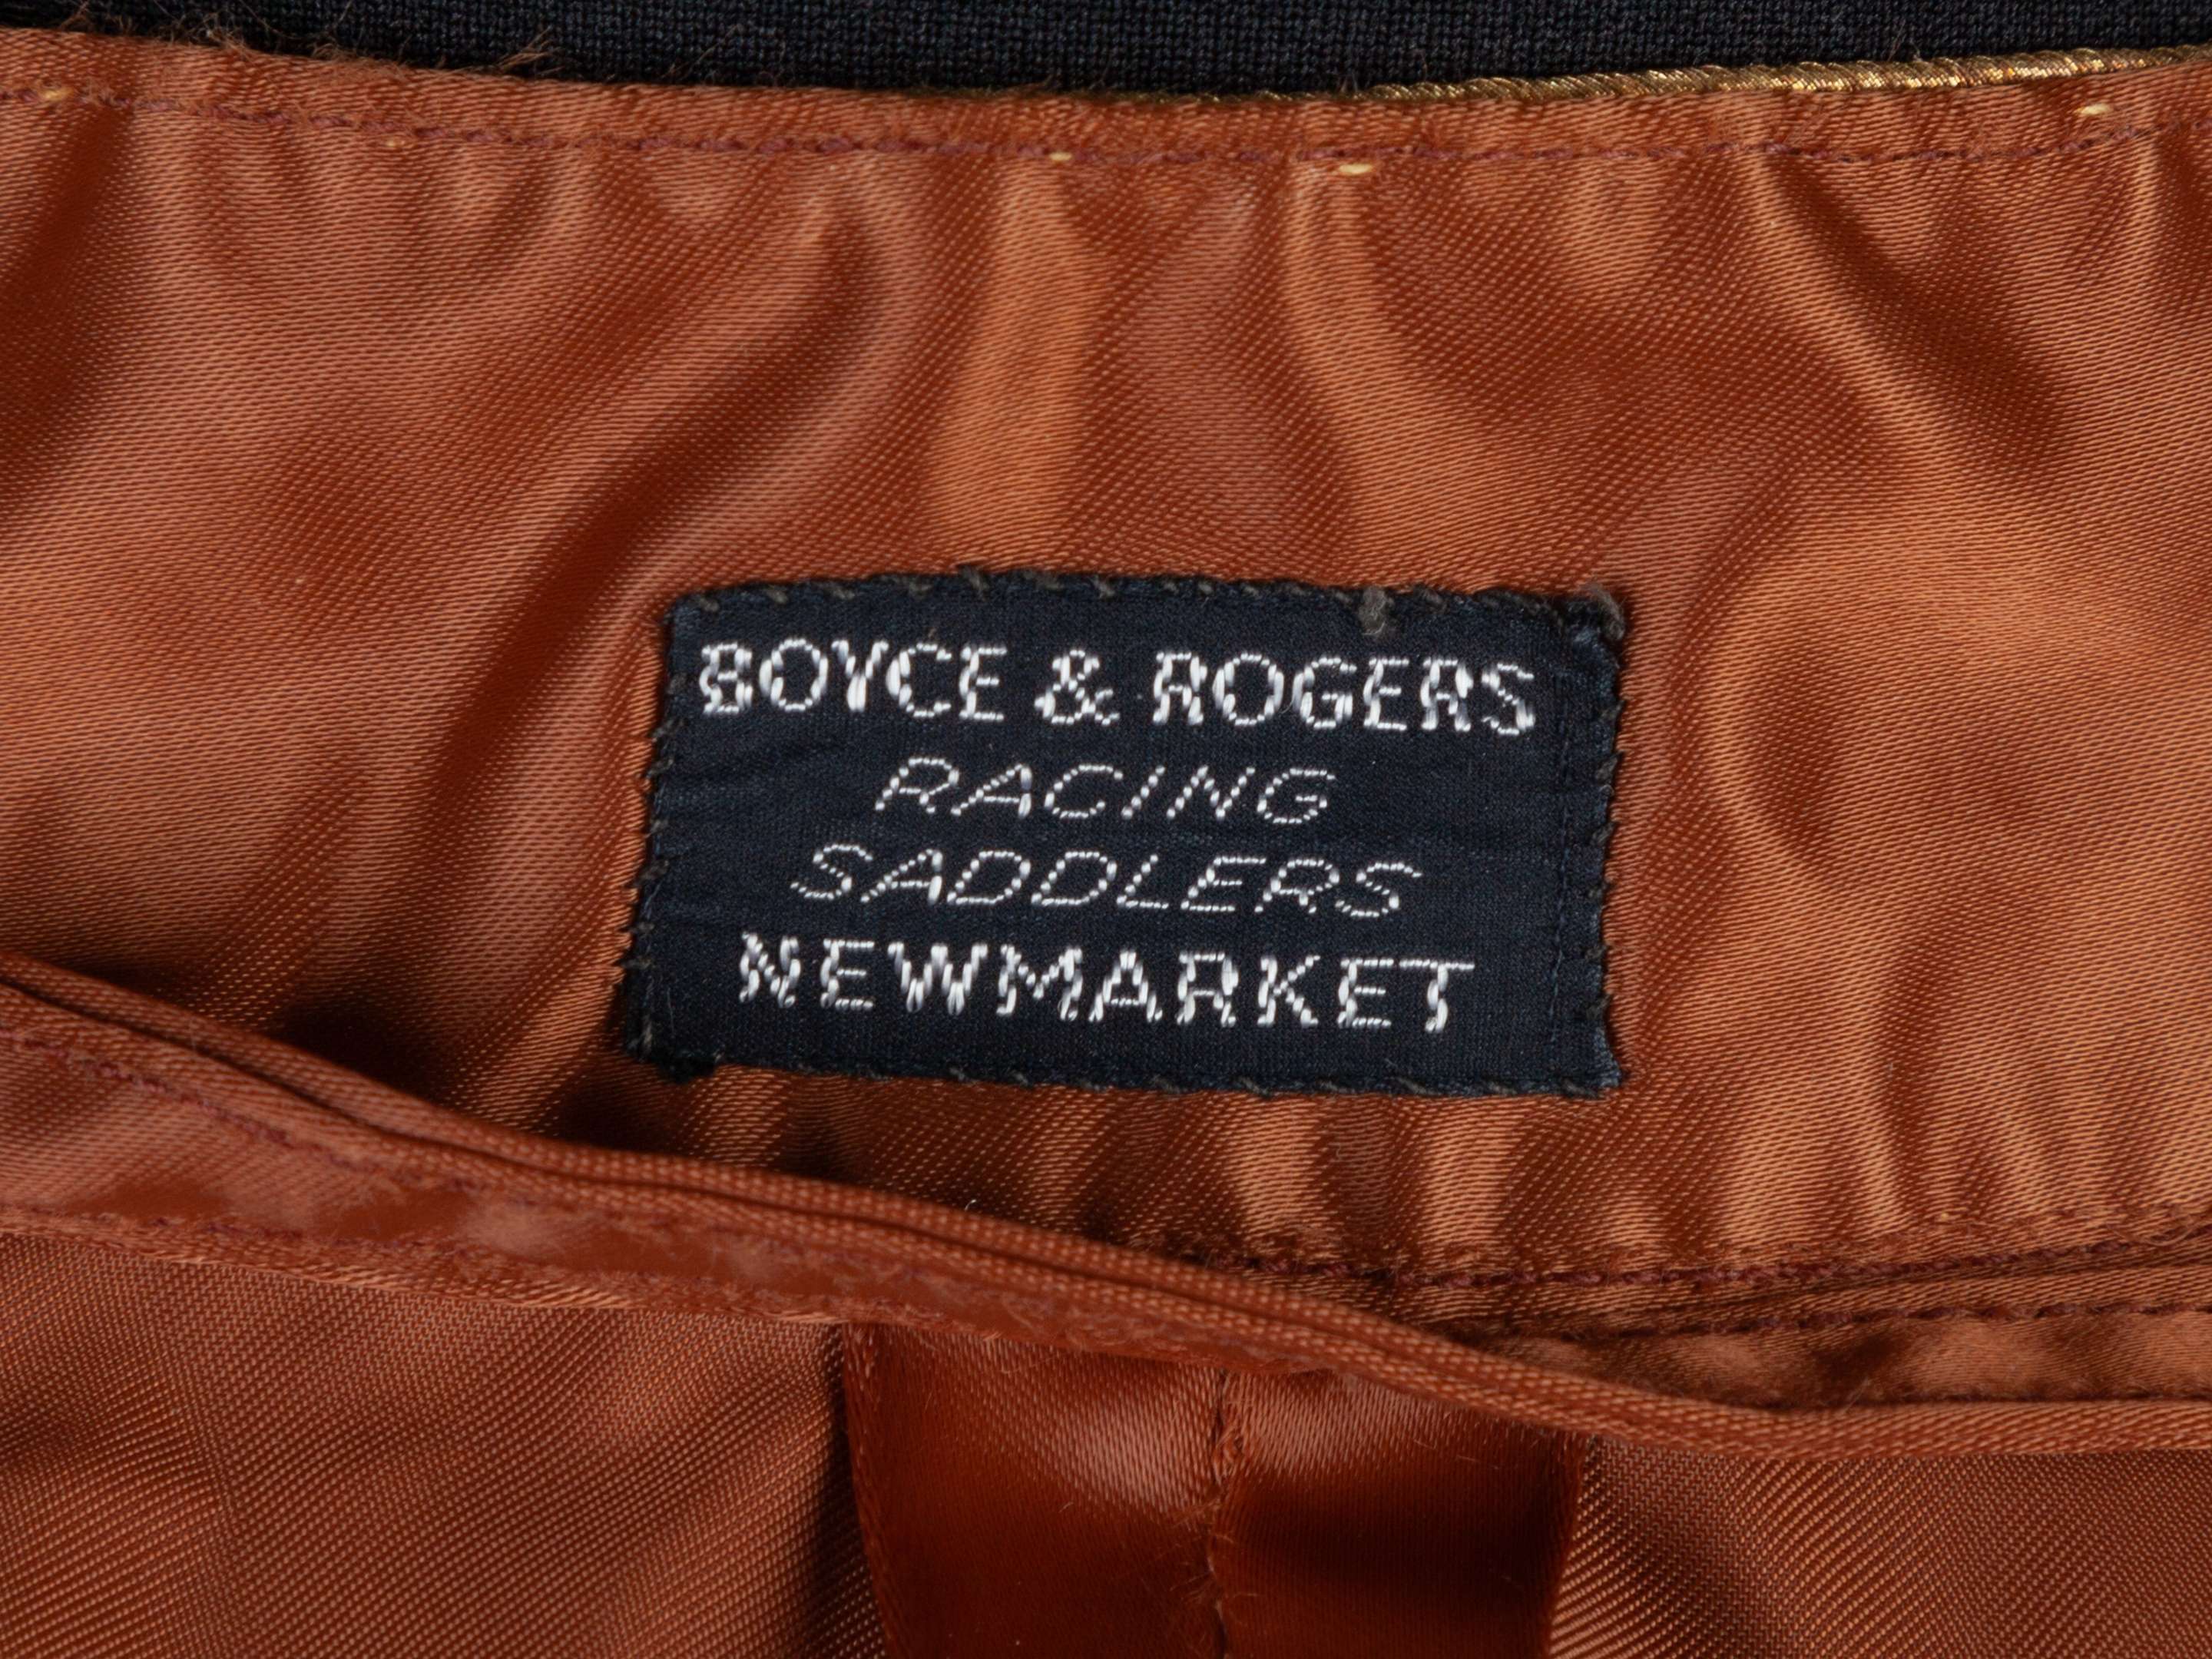 BOYCE & ROGERS
RACING
SADDLERS
NEWMARKET